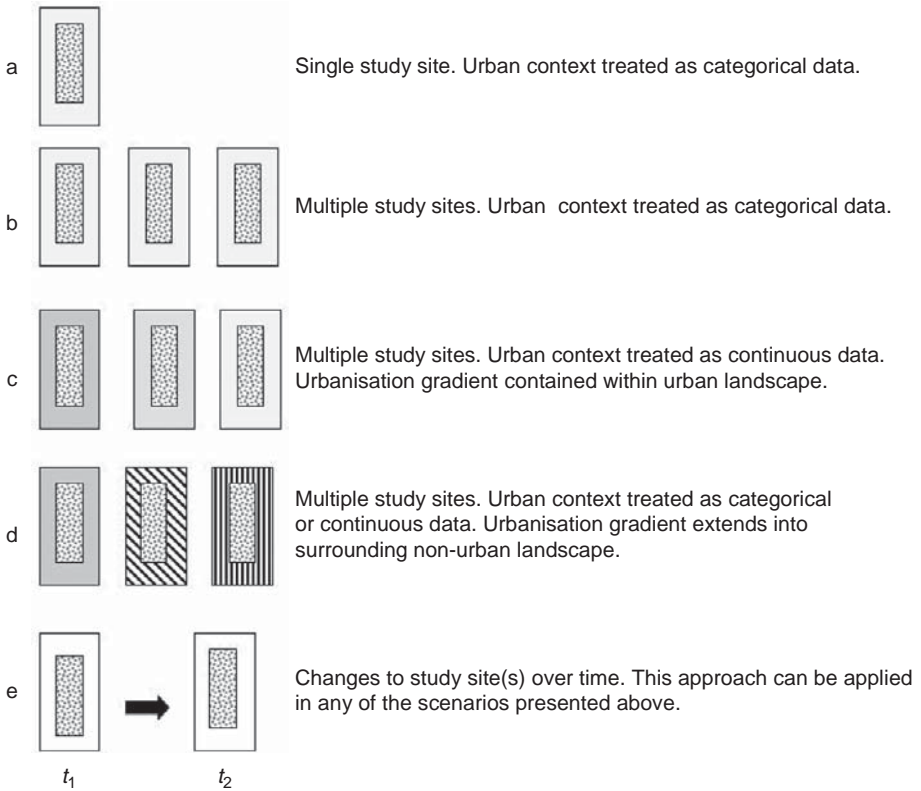 a
Single study site. Urban context treated as categorical data.
b
Multiple study sites. Urban context treated as categorical data.
c
Multiple study sites. Urban context treated as continuous data.
Urbanisation gradient contained within urban landscape.
d
Multiple study sites. Urban context treated as categorical
or continuous data. Urbanisation gradient extends into
surrounding non-urban landscape.
e
Changes to study site(s) over time. This approach can be applied
in any of the scenarios presented above.
t1 t2